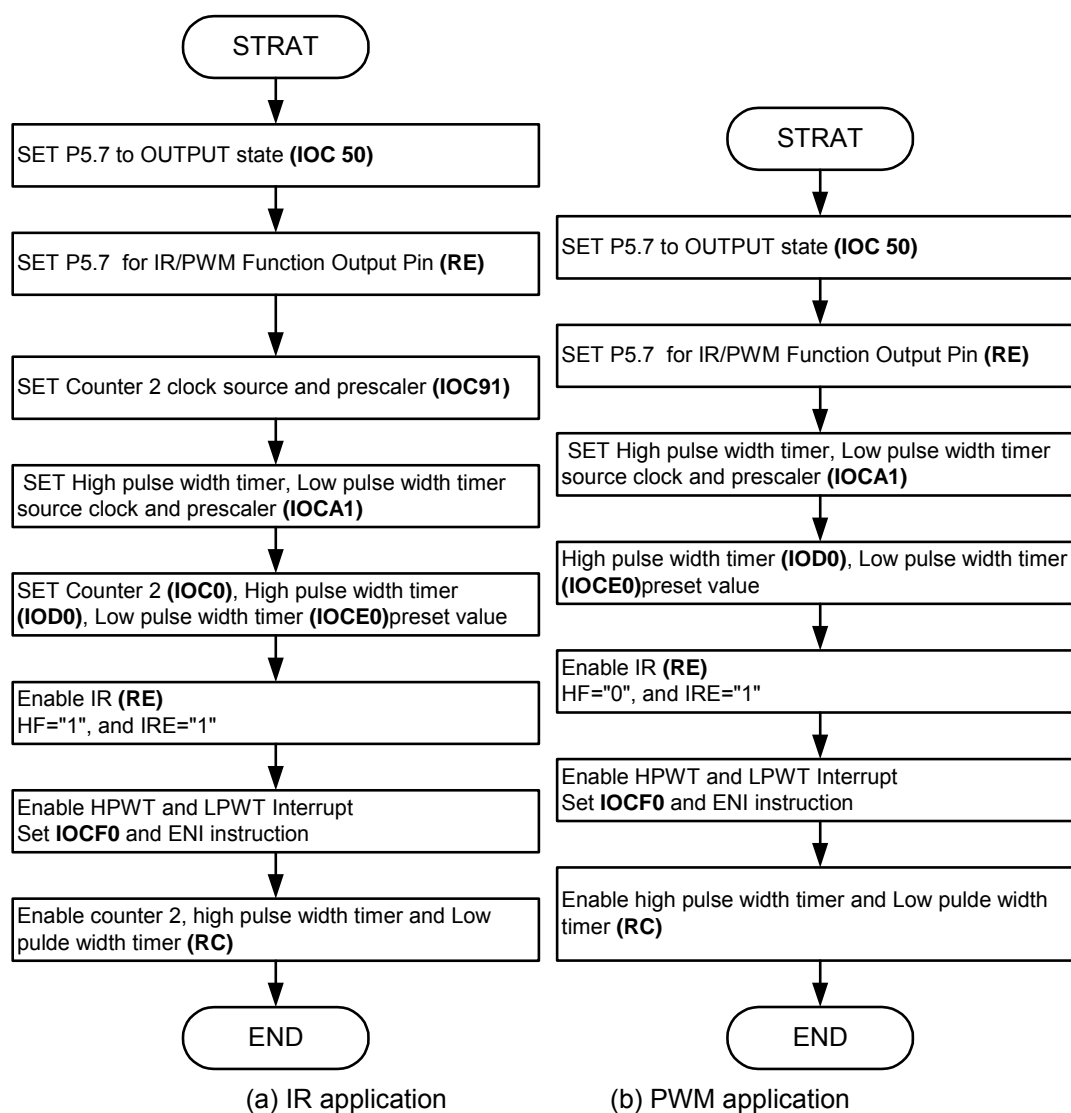 STRAT
SET P5.7 to OUTPUT state (IOC 50)
SET P5.7  for IR/PWM Function Output Pin (RE)
SET Counter 2 clock source and prescaler (IOC91)
SET High pulse width timer, Low pulse width timer
source clock and prescaler (IOCA1)
SET Counter 2 (IOC0), High pulse width timer
(IOD0), Low pulse width timer (IOCE0)preset value
Enable IR (RE)
HF="1", and IRE="1"
Enable HPWT and LPWT Interrupt
Set IOCF0 and ENI instruction
Enable counter 2, high pulse width timer and Low
pulde width timer (RC)
END
(a) IR application
STRAT
SET P5.7 to OUTPUT state (IOC 50)
SET P5.7  for IR/PWM Function Output Pin (RE)
SET High pulse width timer, Low pulse width timer
source clock and prescaler (IOCA1)
High pulse width timer (IOD0), Low pulse width timer
(IOCE0)preset value
Enable IR (RE)
HF="0", and IRE="1"
Enable HPWT and LPWT Interrupt
Set IOCF0 and ENI instruction
Enable high pulse width timer and Low pulde width
timer (RC)
END
(b) PWM application